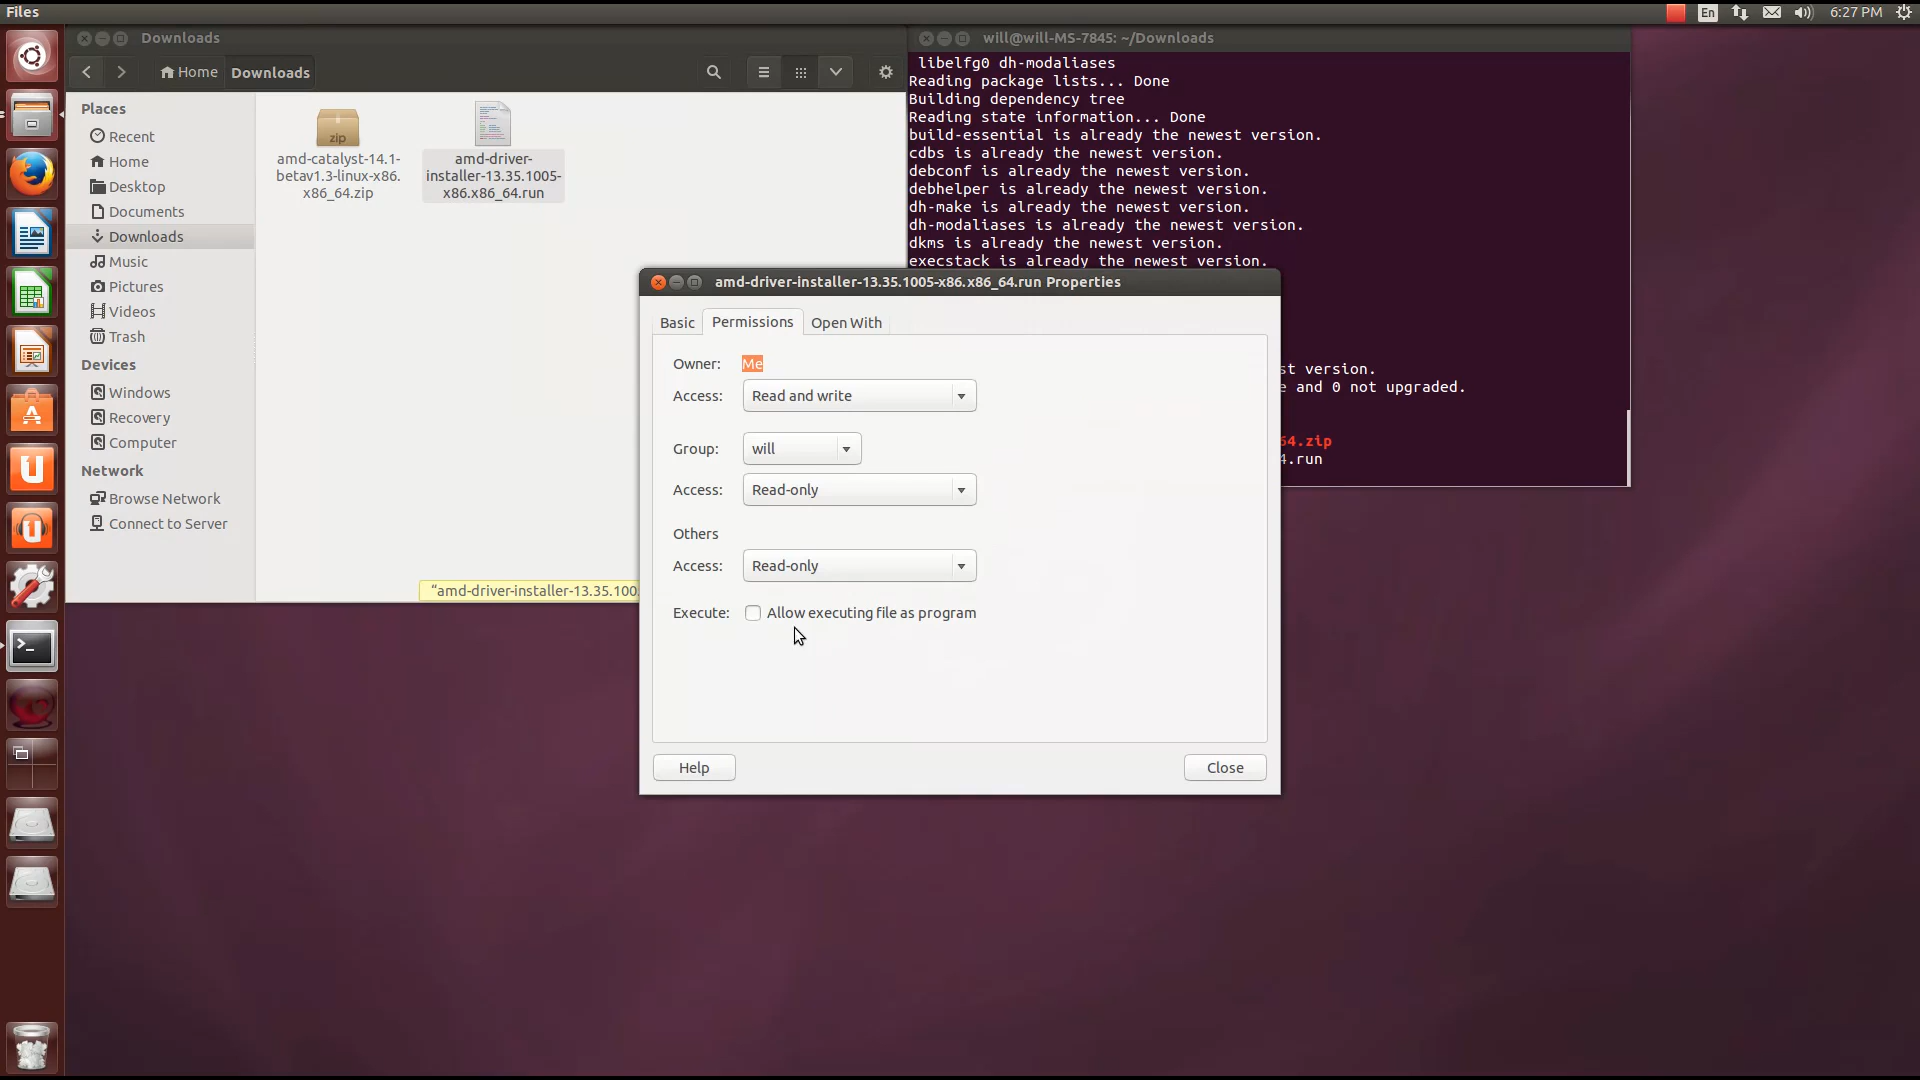 Files
En
6:27 PM
Downloads
Home
Downloads
Places
Recent
Home
Desktop
Documents
Downloads
Music
Pictures
Videos
Trash
Devices
Windows
Recovery
Computer
Network
Browse Network
Connect to Server
zip
amd-catalyst-14.1-
betav1.3-linux-x86.
x86_64.zip
amd-driver-
installer-13.35.1005-
x86.x86_64.run
"amd-driver-installer-13.35.100
will@will-MS-7845: ~/Downloads
libelfg0 dh-modaliases
Reading package lists... Done
Building dependency tree
Reading state information... Done
build-essential is already the newest version.
cdbs is already the newest version.
debconf is already the newest version.
debhelper is already the newest version.
dh-make is already the newest version.
dh-modaliases is already the newest version.
dkms is already the newest version.
execstack is already the newest version.
st version.
e and 0 not upgraded.
64.zip
4.run
amd-driver-installer-13.35.1005-x86.x86_64.run Properties
Basic
Permissions
Open With
Owner: Me
Access: Read and write
Group: will
Access: Read-only
Others
Access: Read-only
Execute: Allow executing file as program
Help
Close